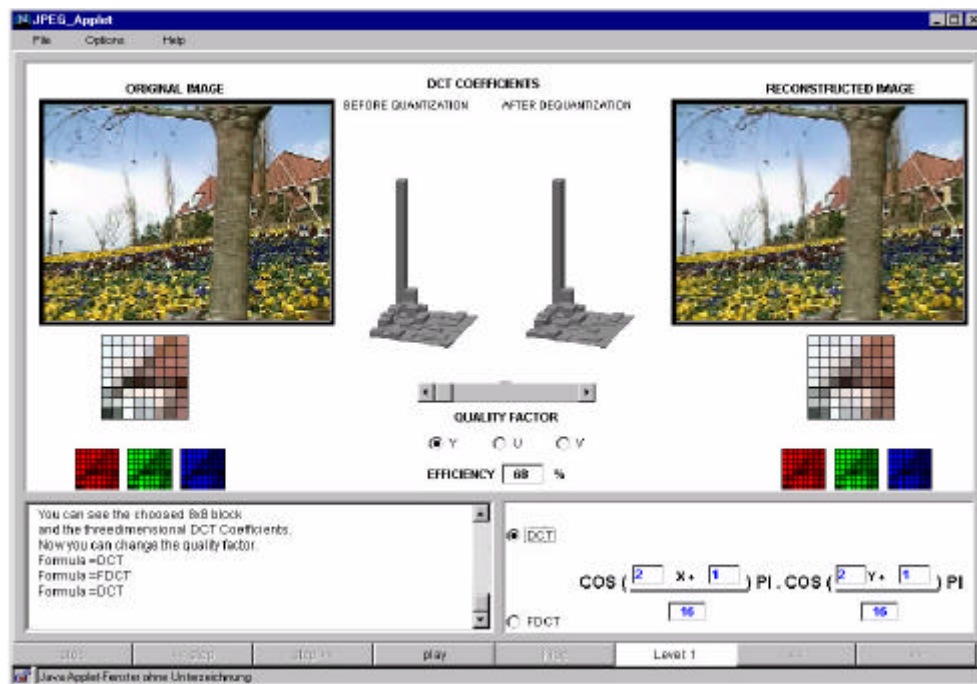 JPEG_Applet
File Options Help
DCT COEFFICIENTS
ORIGINAL IMAGE
BEFORE QUANTIZATION AFTER DEQUANTIZATION
RECONSTRUCTED IMAGE
QUALITY FACTOR
Y U V
EFFICIENCY 68 %
You can see the choosed 8x8 block
and the threedimensional DCT Coefficients.
Now you can change the quality factor.
Formula =DCT
Formula =FDCT
Formula =DCT
DCT
COS ( 2 X + 1 ) PI . COS ( 2 Y + 1 ) PI
16 16
FDCT
<< step step >> play Level 1 << >>
Java Applet-Fenster ohne Unterzeichnung